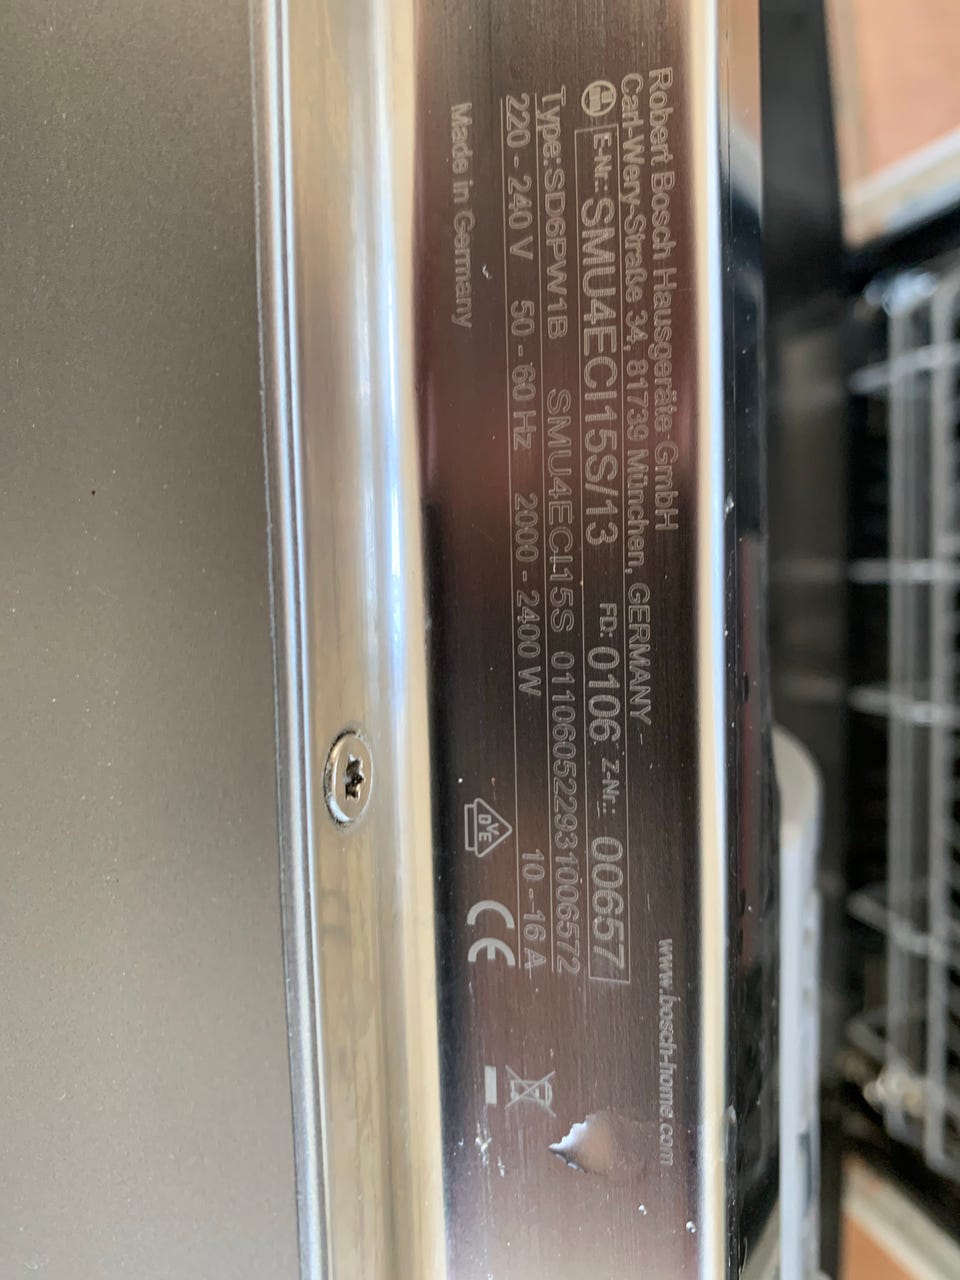 Robert Bosch Hausgeräte GmbH
www.bosch-home.com
Carl-Wery-Straße 34, 81739 München, GERMANY
E-Nr.: SMU4ECI15S/13 FD: 0106 Z-Nr.: 00657
Type: SD6PW1B SMU4ECI15S 011060522931006572
220 - 240 V 50 - 60 Hz 2000 - 2400 W 10 - 16 A
Made in Germany
DVE
CE